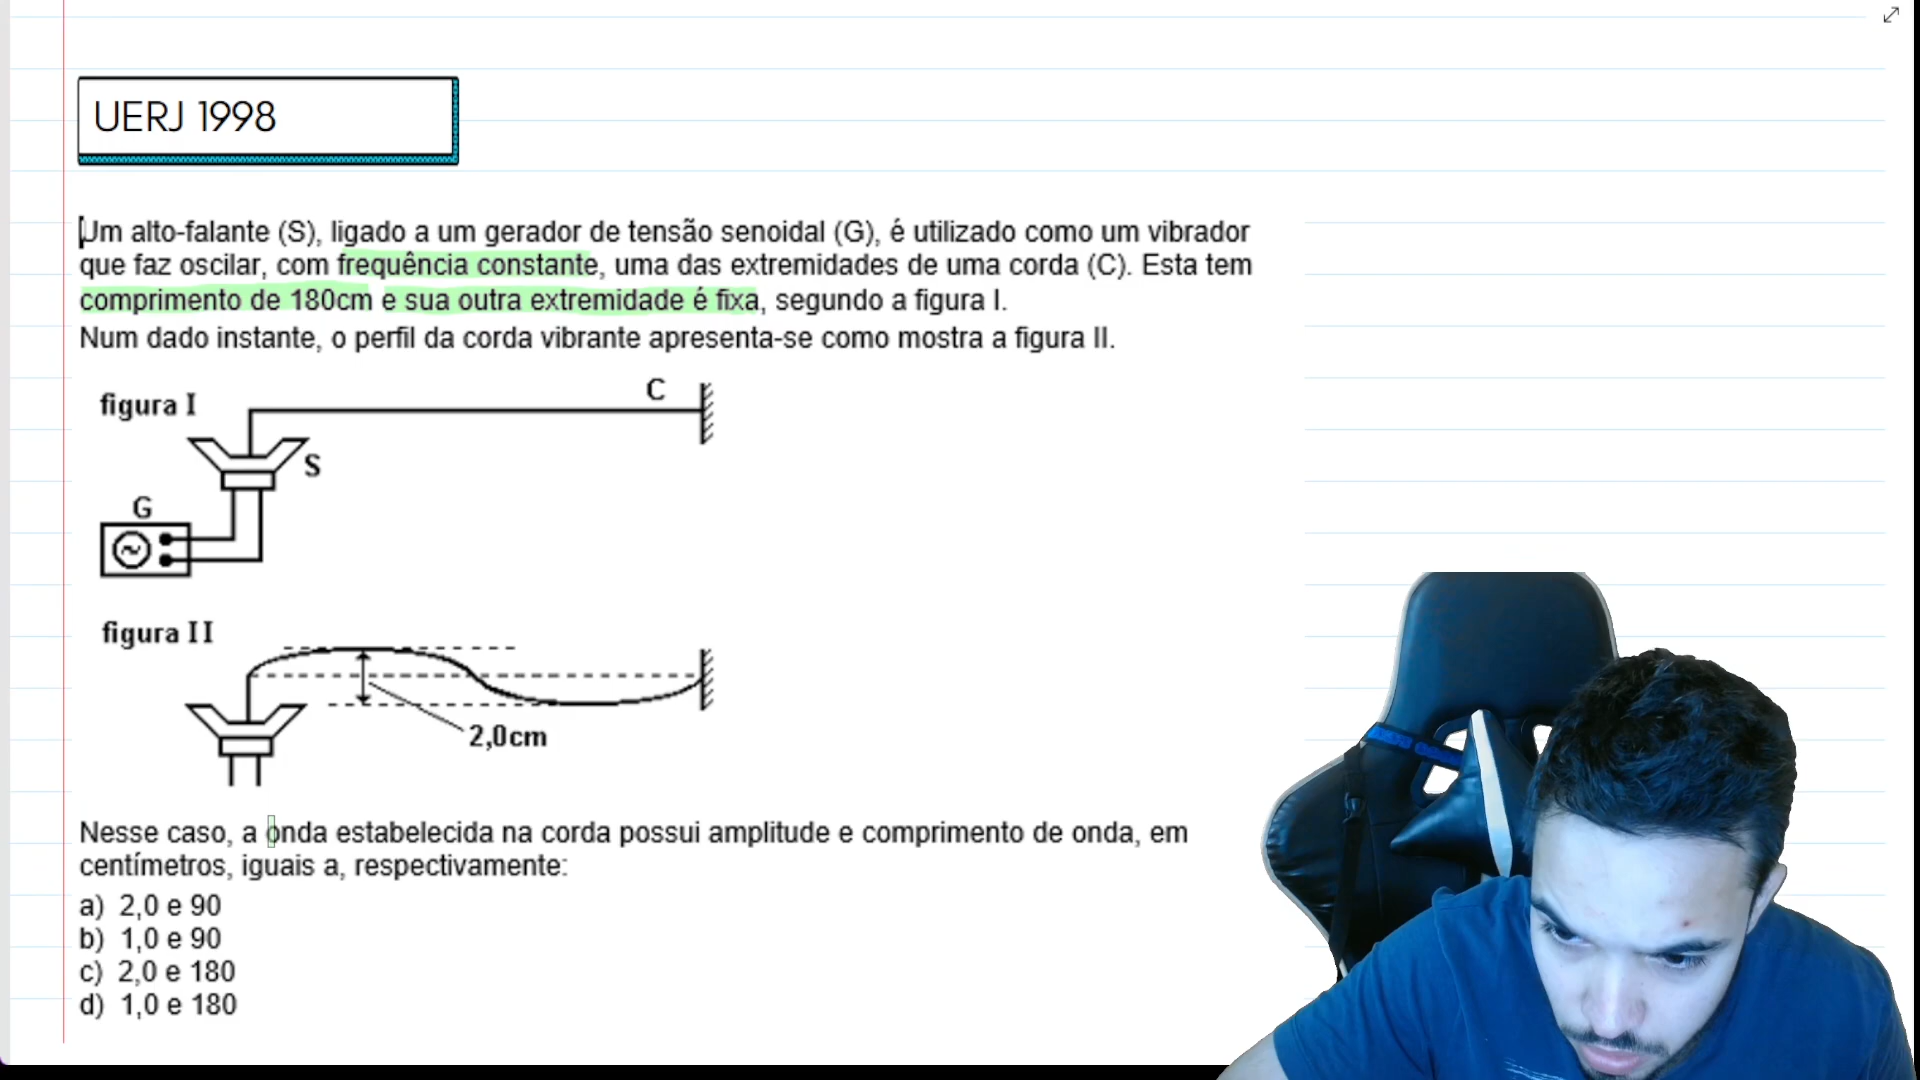 UERJ 1998
Um alto-falante (S), ligado a um gerador de tensão senoidal (G), é utilizado como um vibrador
que faz oscilar, com frequência constante, uma das extremidades de uma corda (C). Esta tem
comprimento de 180cm e sua outra extremidade é fixa, segundo a figura I.
Num dado instante, o perfil da corda vibrante apresenta-se como mostra a figura II.
figura I
C
S
G
figura II
2,0cm
Nesse caso, a onda estabelecida na corda possui amplitude e comprimento de onda, em
centímetros, iguais a, respectivamente:
a) 2,0 e 90
b) 1,0 e 90
c) 2,0 e 180
d) 1,0 e 180